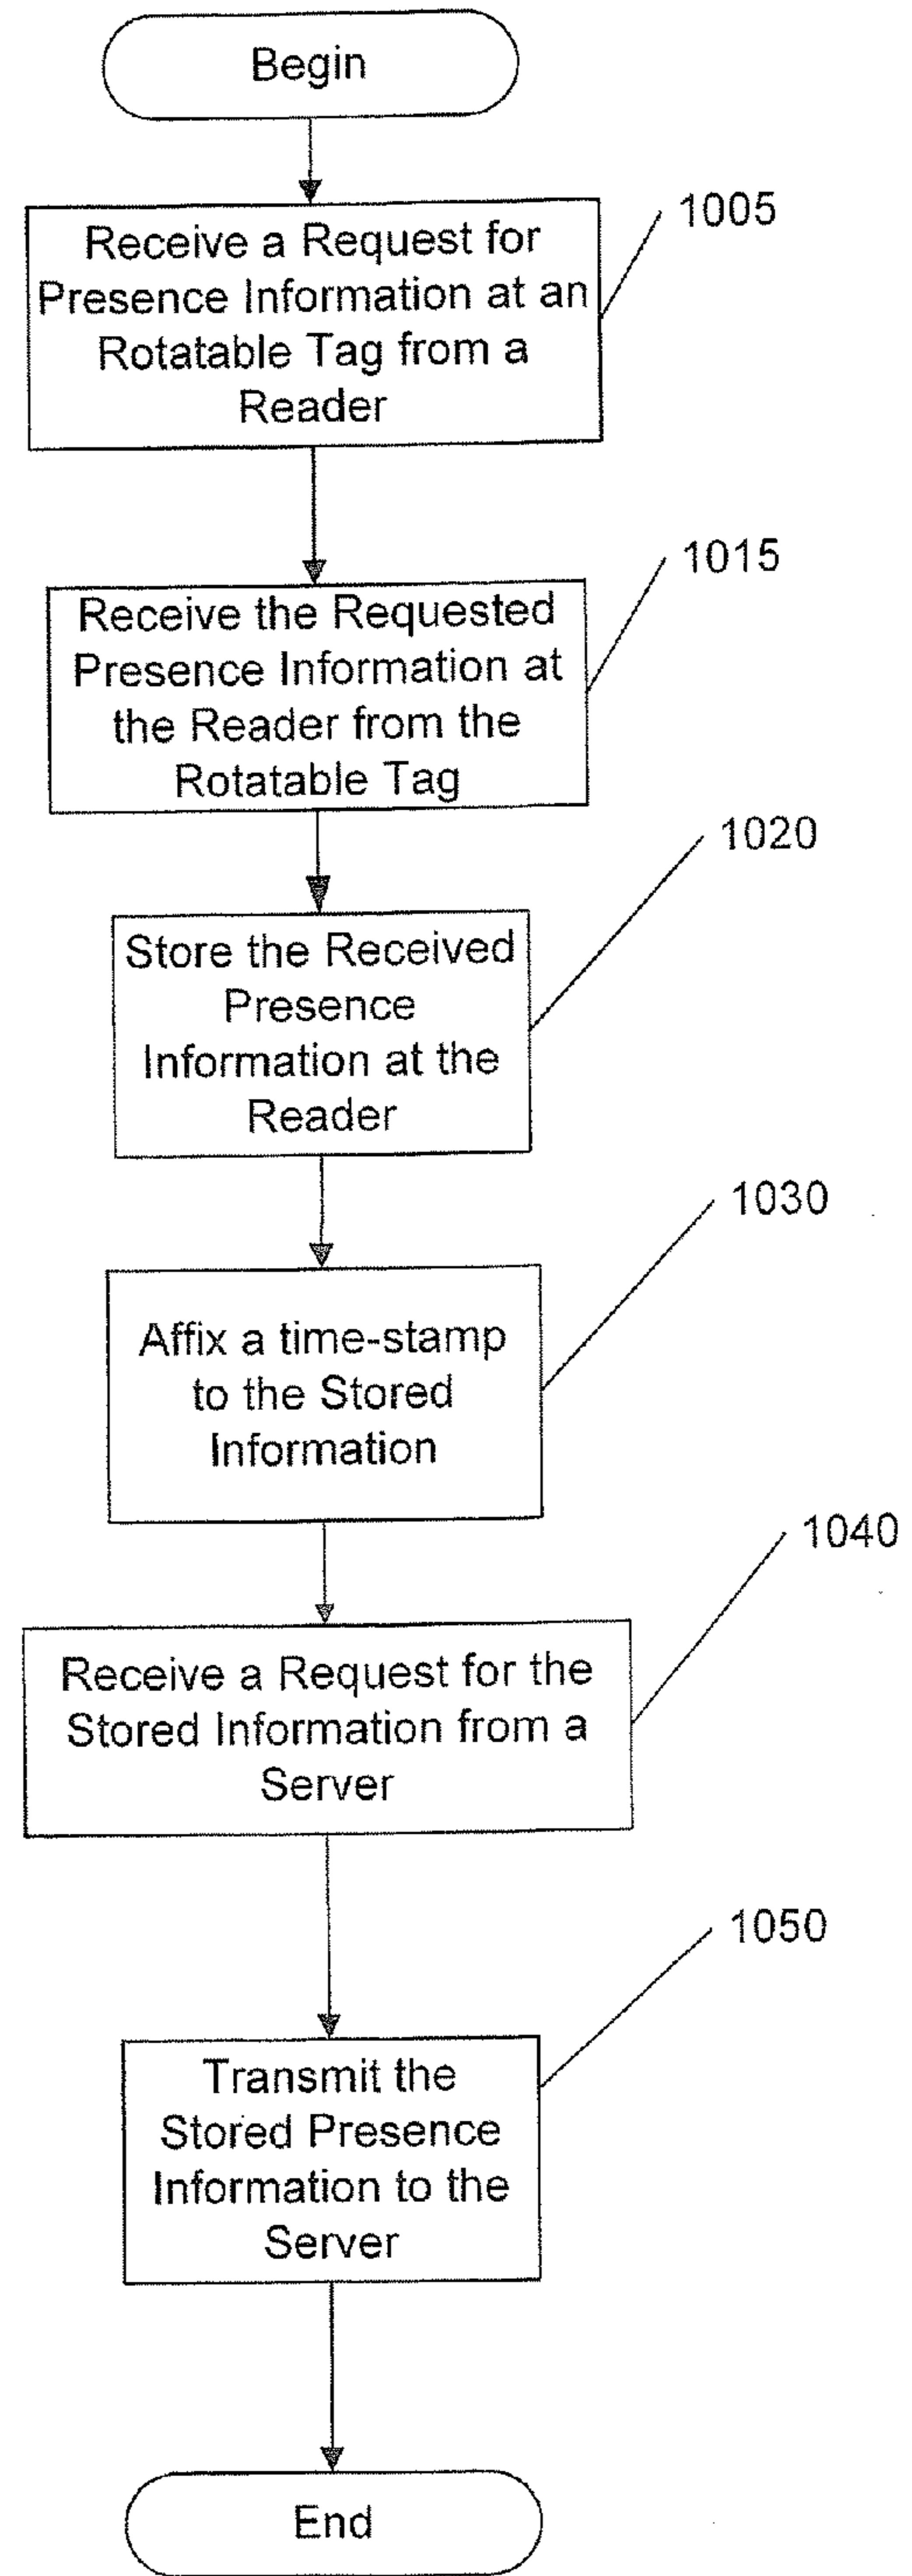 Begin
Receive a Request for
Presence Information at an
Rotatable Tag from a
Reader
1005
Receive the Requested
Presence Information at
the Reader from the
Rotatable Tag
1015
Store the Received
Presence
Information at the
Reader
1020
Affix a time-stamp
to the Stored
Information
1030
Receive a Request for the
Stored Information from a
Server
1040
Transmit the
Stored Presence
Information to the
Server
1050
End